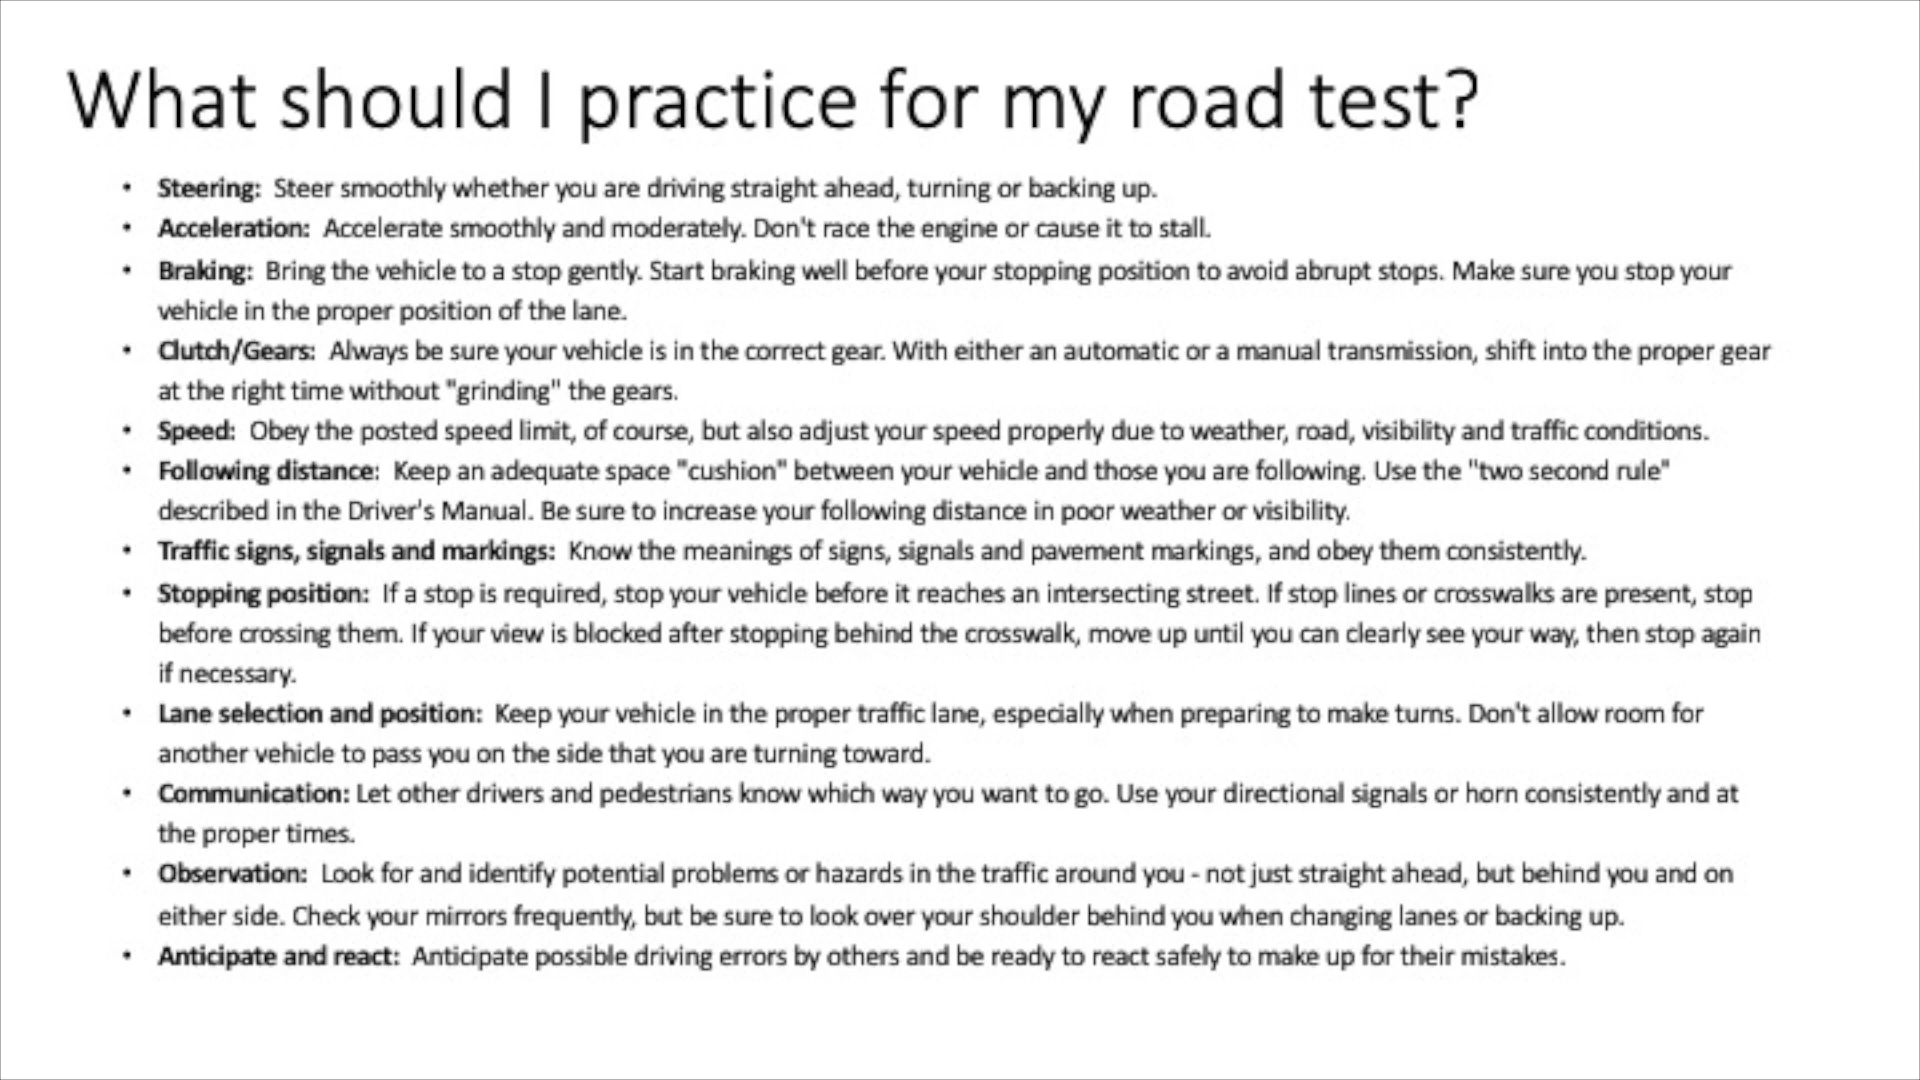 What should I practice for my road test?
• Steering: Steer smoothly whether you are driving straight ahead, turning or backing up.
• Acceleration: Accelerate smoothly and moderately. Don't race the engine or cause it to stall.
• Braking: Bring the vehicle to a stop gently. Start braking well before your stopping position to avoid abrupt stops. Make sure you stop your
vehicle in the proper position of the lane.
• Clutch/Gears: Always be sure your vehicle is in the correct gear. With either an automatic or a manual transmission, shift into the proper gear
at the right time without "grinding" the gears.
• Speed: Obey the posted speed limit, of course, but also adjust your speed properly due to weather, road, visibility and traffic conditions.
• Following distance: Keep an adequate space "cushion" between your vehicle and those you are following. Use the "two second rule"
described in the Driver's Manual. Be sure to increase your following distance in poor weather or visibility.
• Traffic signs, signals and markings: Know the meanings of signs, signals and pavement markings, and obey them consistently.
• Stopping position: If a stop is required, stop your vehicle before it reaches an intersecting street. If stop lines or crosswalks are present, stop
before crossing them. If your view is blocked after stopping behind the crosswalk, move up until you can clearly see your way, then stop again
if necessary.
• Lane selection and position: Keep your vehicle in the proper traffic lane, especially when preparing to make turns. Don't allow room for
another vehicle to pass you on the side that you are turning toward.
• Communication: Let other drivers and pedestrians know which way you want to go. Use your directional signals or horn consistently and at
the proper times.
• Observation: Look for and identify potential problems or hazards in the traffic around you - not just straight ahead, but behind you and on
either side. Check your mirrors frequently, but be sure to look over your shoulder behind you when changing lanes or backing up.
• Anticipate and react: Anticipate possible driving errors by others and be ready to react safely to make up for their mistakes.